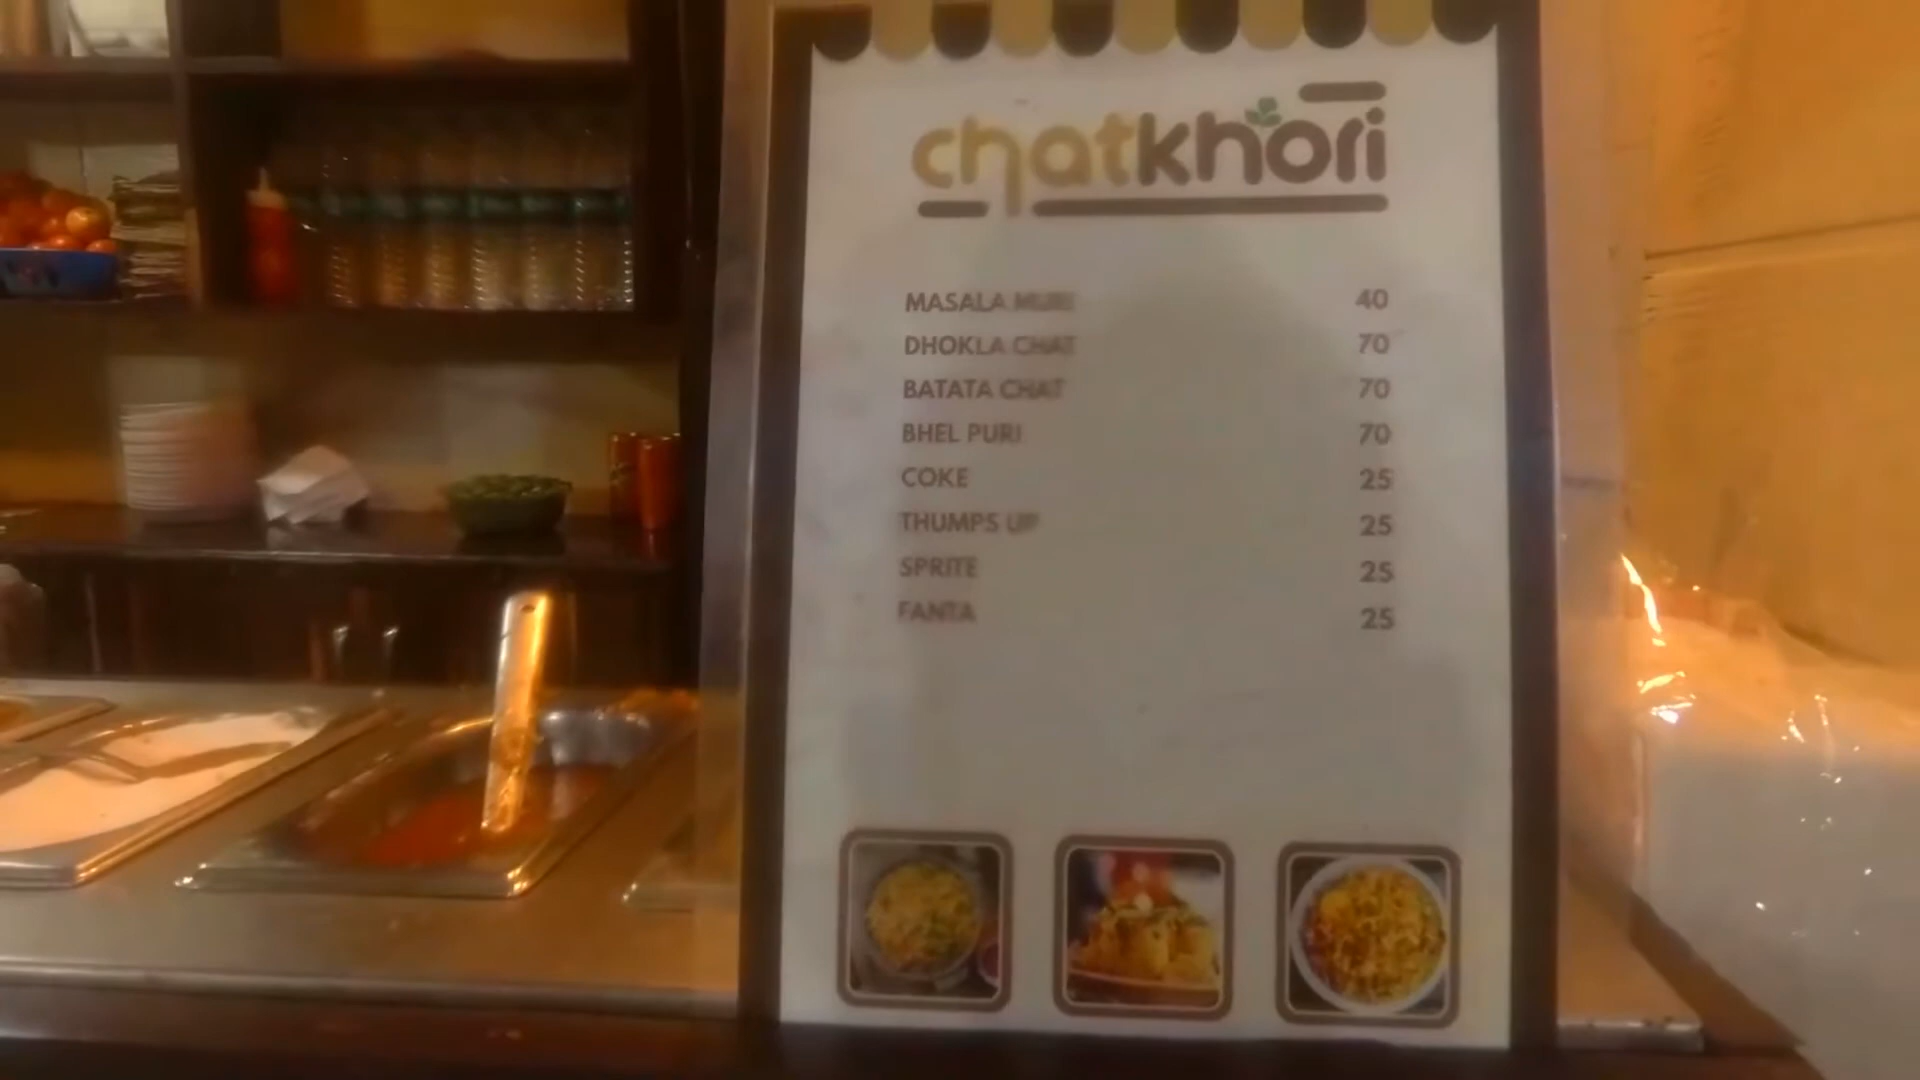 chatkhori
MASALA MURI 40
DHOKLA CHAT 70
BATATA CHAT 70
BHEL PURI 70
COKE 25
THUMPS UP 25
SPRITE 25
FANTA 25